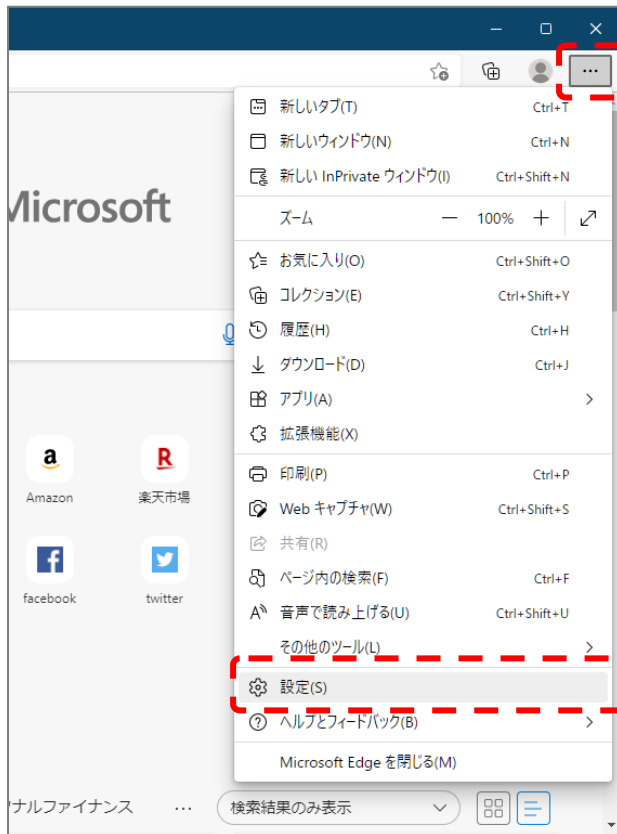 新しいタブ(T) Ctrl+T
新しいウィンドウ(N) Ctrl+N
新しい InPrivate ウィンドウ(I) Ctrl+Shift+N
ズーム — 100% +
お気に入り(O) Ctrl+Shift+O
コレクション(E) Ctrl+Shift+Y
履歴(H) Ctrl+H
ダウンロード(D) Ctrl+J
アプリ(A)
拡張機能(X)
印刷(P) Ctrl+P
Web キャプチャ(W) Ctrl+Shift+S
共有(R)
ページ内の検索(F) Ctrl+F
音声で読み上げる(U) Ctrl+Shift+U
その他のツール(L)
設定(S)
ヘルプとフィードバック(B)
Microsoft Edge を閉じる(M)
Microsoft
Amazon
楽天市場
facebook
twitter
ナルファイナンス ...
検索結果のみ表示